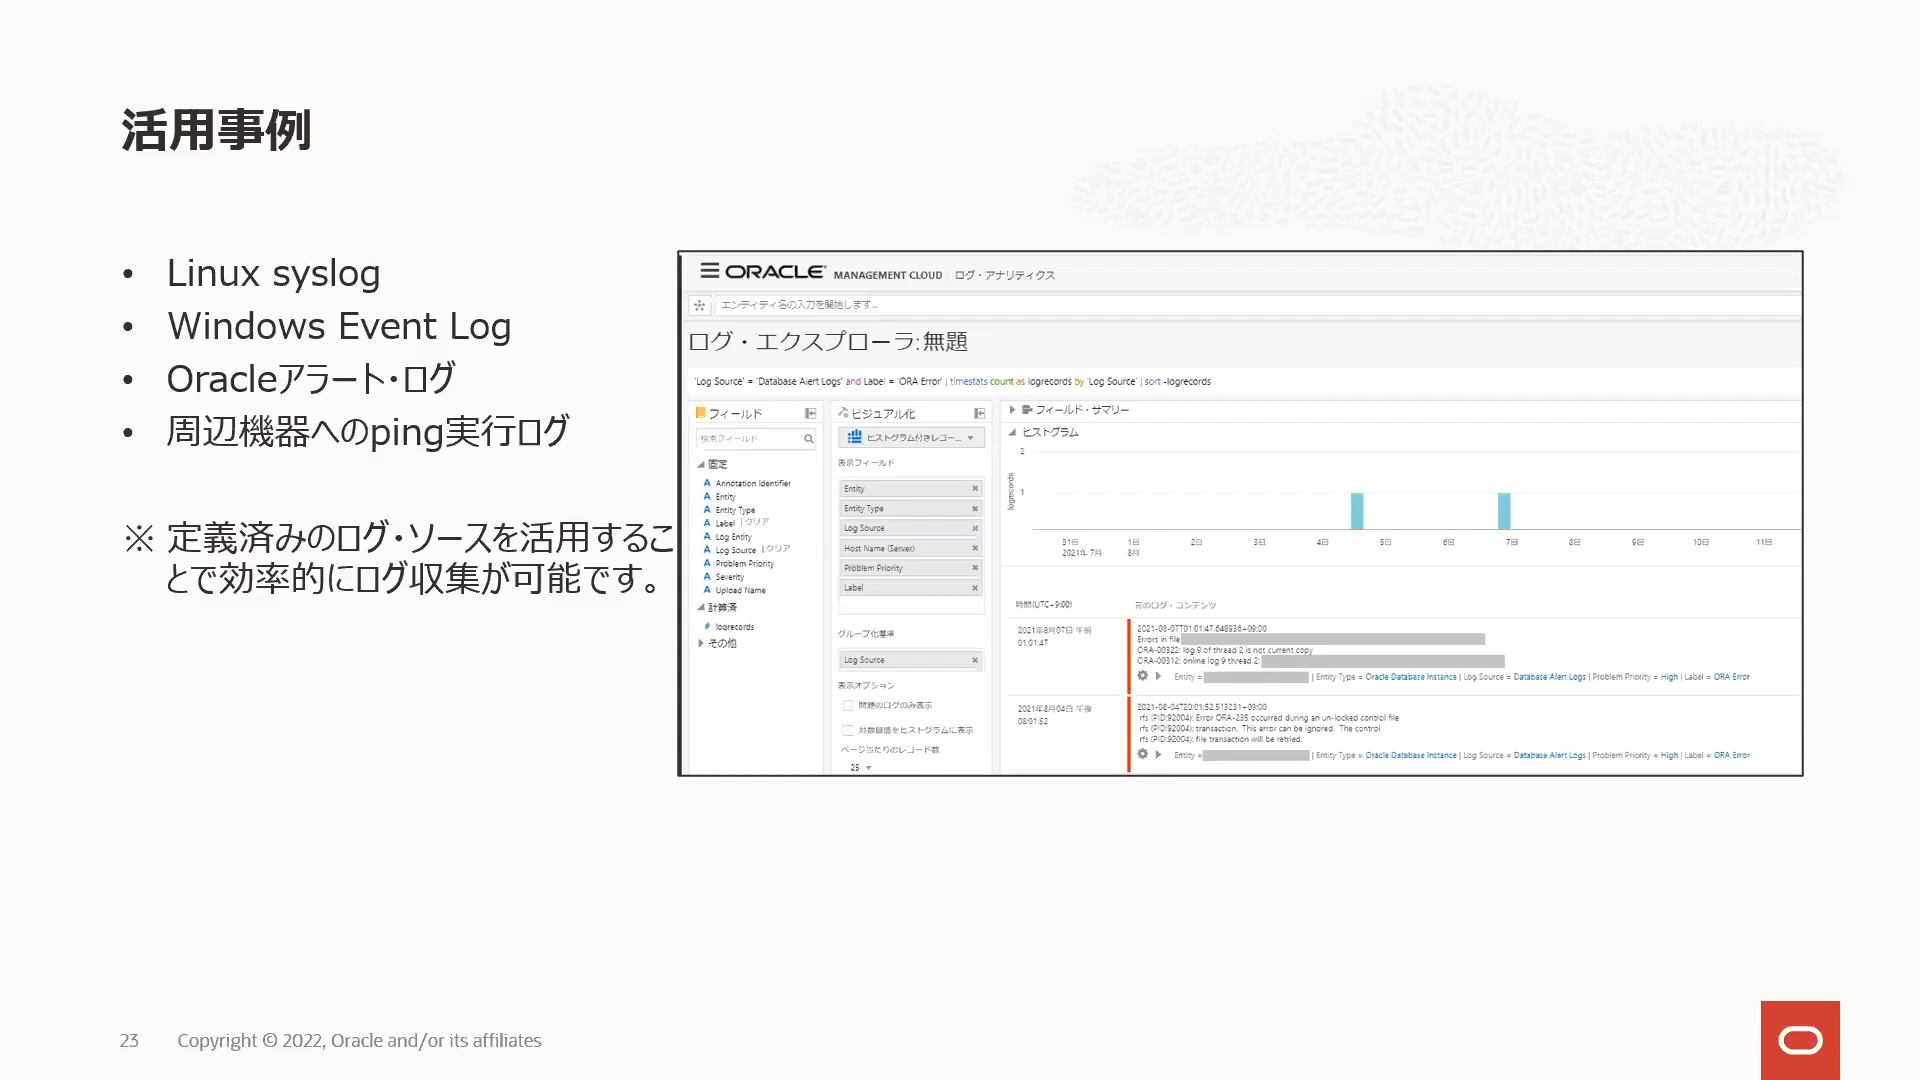 活用事例
• Linux syslog
• Windows Event Log
• Oracleアラート・ログ
• 周辺機器へのping実行ログ
※ 定義済みのログ・ソースを活用するこ
とで効率的にログ収集が可能です。
ORACLE MANAGEMENT CLOUD ログ・アナリティクス
エンティティ名の入力を開始します...
ログ・エクスプローラ:無題
'Log Source' = 'Database Alert Logs' and Label = 'ORA Error' | timestats count as logrecords by 'Log Source' | sort -logrecords
フィールド
検索フィールド
固定
A Annotation Identifier
A Entity
A Entity Type
A Label | クリア
A Log Entity
A Log Source | クリア
A Problem Priority
A Severity
A Upload Name
計算済
# logrecords
その他
ビジュアル化
ヒストグラム付きレコー...
表示フィールド
Entity
Entity Type
Log Source
Host Name (Server)
Problem Priority
Label
グループ化基準
Log Source
表示オプション
問題のログのみ表示
対数目盛をヒストグラムに表示
ページ当たりのレコード数
25
フィールド・サマリー
ヒストグラム
2
1
logrecords
31日 1日 2日 3日 4日 5日 6日 7日 8日 9日 10日 11日
2021年 7月 8月
時間(UTC+9:00) 元のログ・コンテンツ
2021年8月07日 午前
01:01:47
2021-08-07T01:01:47.648936+09:00
Errors in file
ORA-00322: log 9 of thread 2 is not current copy
ORA-00312: online log 9 thread 2:
Entity = | Entity Type = Oracle Database Instance | Log Source = Database Alert Logs | Problem Priority = High | Label = ORA Error
2021年8月04日 午後
08:01:52
2021-08-04T20:01:52.513231+09:00
rfs (PID:92004): Error ORA-235 occurred during an un-locked control file
rfs (PID:92004): transaction. This error can be ignored. The control
rfs (PID:92004): file transaction will be retried.
Entity = | Entity Type = Oracle Database Instance | Log Source = Database Alert Logs | Problem Priority = High | Label = ORA Error
23 Copyright © 2022, Oracle and/or its affiliates